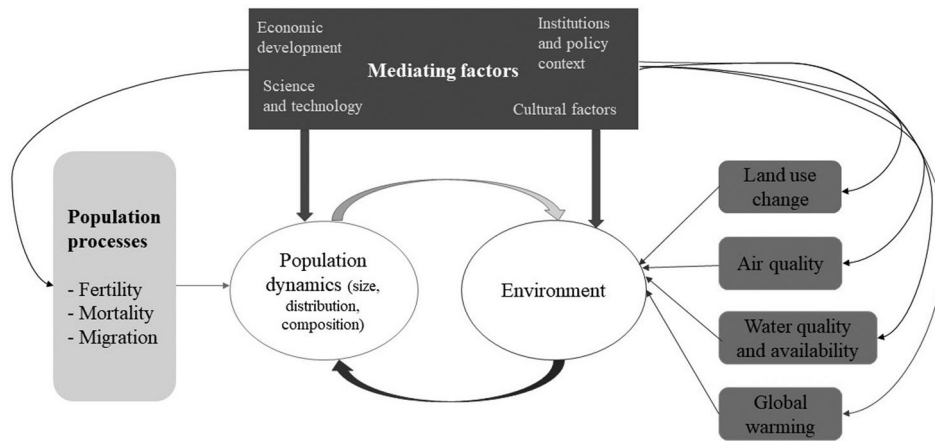 Economic
development
Institutions
and policy
context
Mediating factors
Science
and technology
Cultural factors
Population
processes
- Fertility
- Mortality
- Migration
Population
dynamics (size,
distribution,
composition)
Environment
Land use
change
Air quality
Water quality
and availability
Global
warming